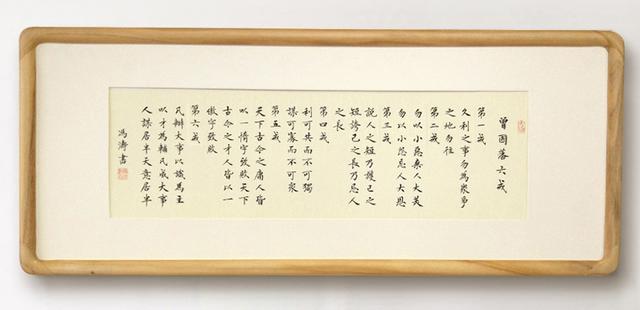 曾國藩六戒
第一戒
久利之事勿為眾爭
之地勿往
第二戒
勿以小惡棄人大美
勿以小怨忘人大恩
第三戒
說人之短乃護己之
短誇己之長乃忌人
之長
第四戒
利可共而不可獨
謀可寡而不可眾
第五戒
天下古今之庸人皆
以一惰字致敗天下
古今之才人皆以一
傲字致敗
第六戒
凡辦大事以識為主
以才為輔凡成大事
人謀居半天意居半
馮濤書